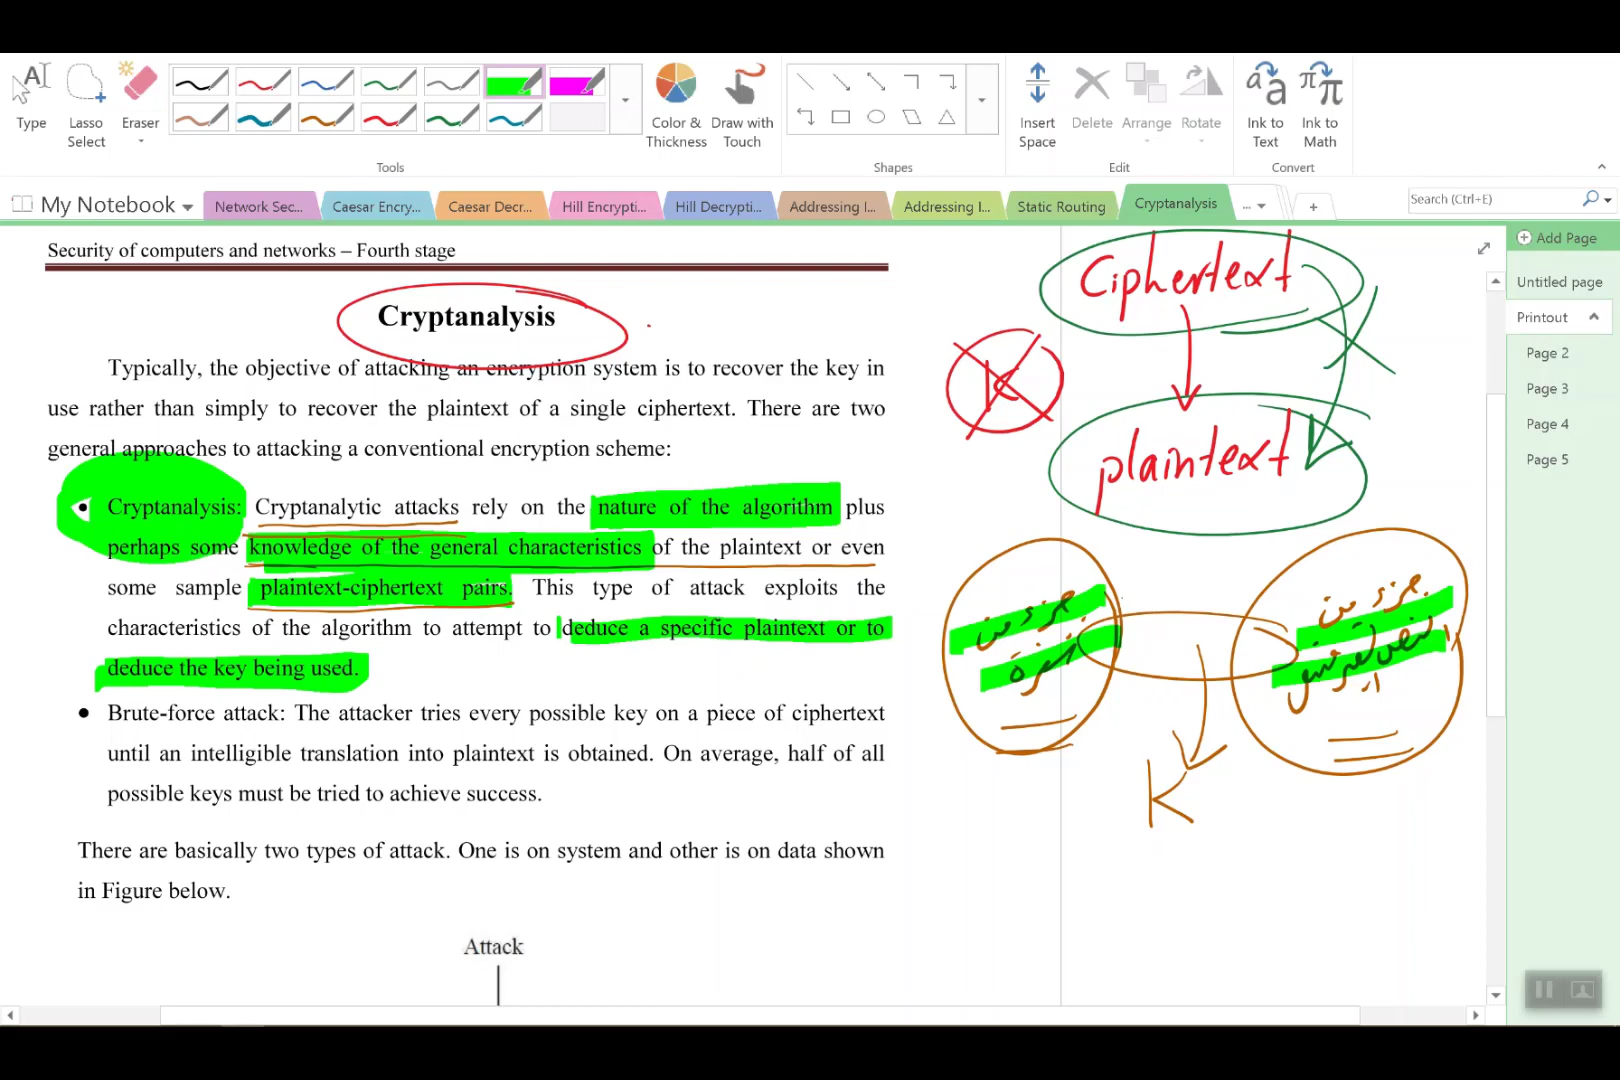 Type
Lasso
Select
Eraser
Color &
Thickness
Draw with
Touch
Insert
Space
Delete
Arrange
Rotate
Ink to
Text
Ink to
Math
Tools
Shapes
Edit
Convert
My Notebook
Network Sec...
Caesar Encry...
Caesar Decr...
Hill Encrypti...
Hill Decrypti...
Addressing I...
Addressing I...
Static Routing
Cryptanalysis
...
Search (Ctrl+E)
Add Page
Untitled page
Printout
Page 2
Page 3
Page 4
Page 5
Security of computers and networks – Fourth stage
Cryptanalysis
Typically, the objective of attacking an encryption system is to recover the key in
use rather than simply to recover the plaintext of a single ciphertext. There are two
general approaches to attacking a conventional encryption scheme:
• Cryptanalysis: Cryptanalytic attacks rely on the nature of the algorithm plus
perhaps some knowledge of the general characteristics of the plaintext or even
some sample plaintext-ciphertext pairs. This type of attack exploits the
characteristics of the algorithm to attempt to deduce a specific plaintext or to
deduce the key being used.
• Brute-force attack: The attacker tries every possible key on a piece of ciphertext
until an intelligible translation into plaintext is obtained. On average, half of all
possible keys must be tried to achieve success.
There are basically two types of attack. One is on system and other is on data shown
in Figure below.
Attack
Ciphertext
K
plaintext
جزء من
جزء من
النص
K